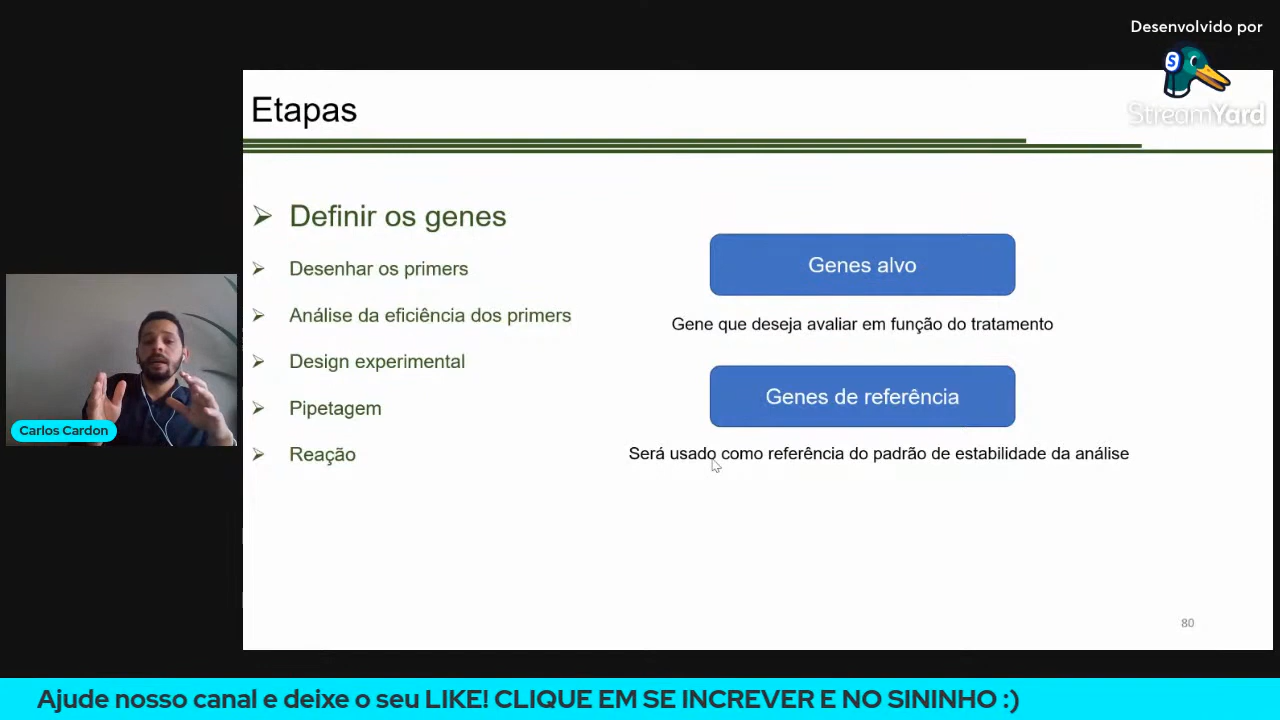 Desenvolvido por
S
StreamYard
Etapas
Definir os genes
Desenhar os primers
Análise da eficiência dos primers
Design experimental
Pipetagem
Reação
Genes alvo
Gene que deseja avaliar em função do tratamento
Genes de referência
Será usado como referência do padrão de estabilidade da análise
80
Carlos Cardon
Ajude nosso canal e deixe o seu LIKE! CLIQUE EM SE INCREVER E NO SININHO :)